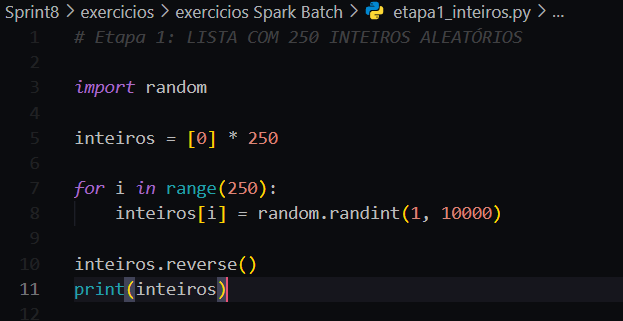 Sprint8 > exercicios > exercicios Spark Batch > etapa1_inteiros.py > ...
1 # Etapa 1: LISTA COM 250 INTEIROS ALEATÓRIOS
2
3 import random
4
5 inteiros = [0] * 250
6
7 for i in range(250):
8     inteiros[i] = random.randint(1, 10000)
9
10 inteiros.reverse()
11 print(inteiros)
12